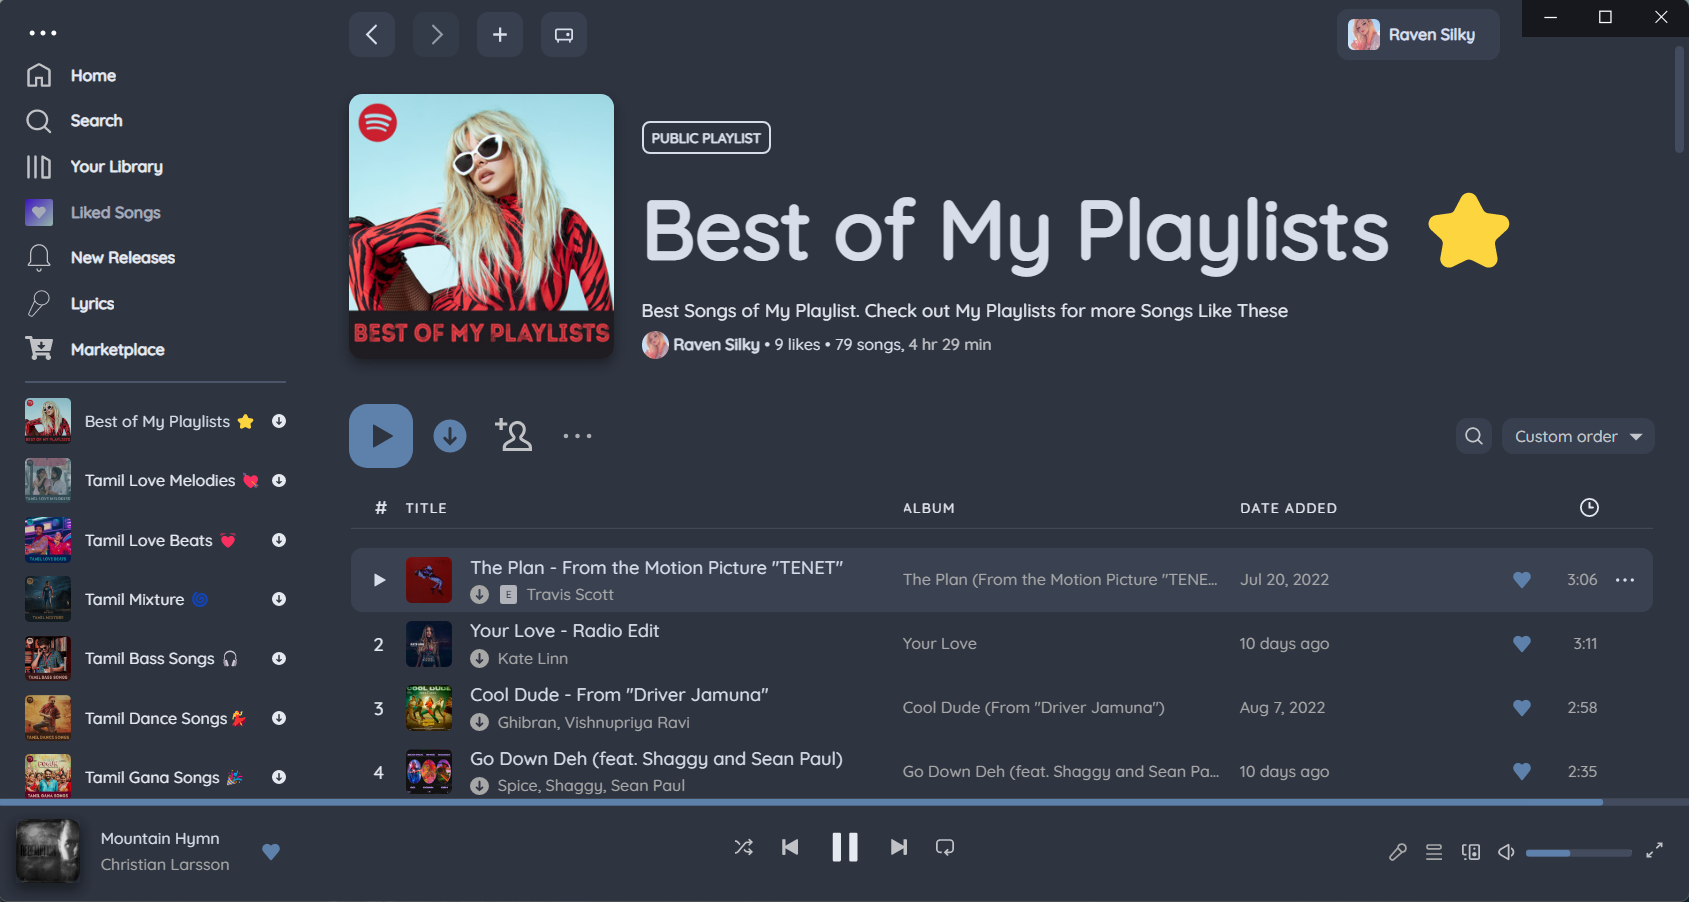 Home
Search
Your Library
Liked Songs
New Releases
Lyrics
Marketplace
Best of My Playlists ⭐
Tamil Love Melodies 💘
Tamil Love Beats 💓
Tamil Mixture 🌀
Tamil Bass Songs 🎧
Tamil Dance Songs 💃
Tamil Gana Songs 🎉
Raven Silky
BEST OF MY PLAYLISTS
PUBLIC PLAYLIST
Best of My Playlists ⭐
Best Songs of My Playlist. Check out My Playlists for more Songs Like These
Raven Silky • 9 likes • 79 songs, 4 hr 29 min
Custom order
# TITLE ALBUM DATE ADDED
The Plan - From the Motion Picture "TENET"
E Travis Scott
The Plan (From the Motion Picture "TENE... Jul 20, 2022 3:06
2 Your Love - Radio Edit
Kate Linn
Your Love 10 days ago 3:11
3 Cool Dude - From "Driver Jamuna"
Ghibran, Vishnupriya Ravi
Cool Dude (From "Driver Jamuna") Aug 7, 2022 2:58
4 Go Down Deh (feat. Shaggy and Sean Paul)
Spice, Shaggy, Sean Paul
Go Down Deh (feat. Shaggy and Sean Pa... 10 days ago 2:35
Mountain Hymn
Christian Larsson